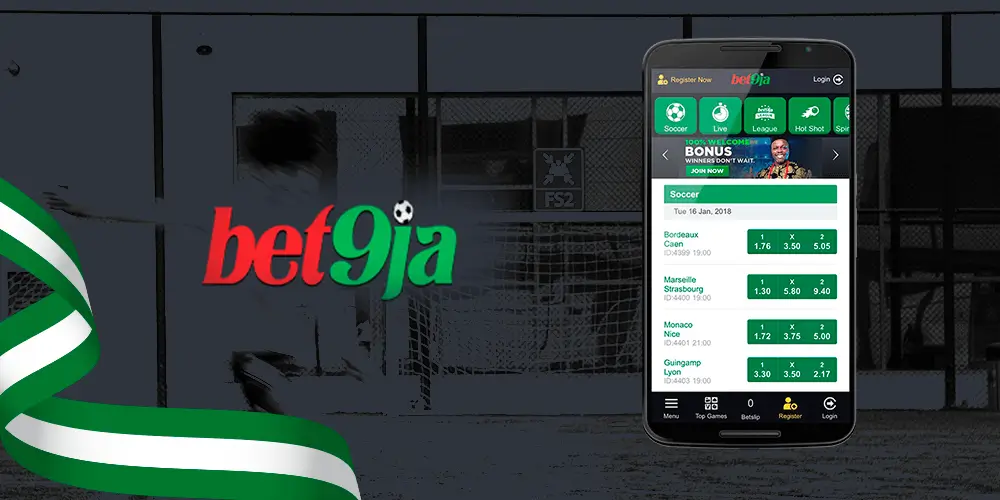 bet9ja
FS2
Register Now
bet9ja
Login
Soccer
Live
League
Hot Shot
Spin
100% WELCOME
BONUS
WINNERS DON'T WAIT.
JOIN NOW
Soccer
Tue 16 Jan, 2018
Bordeaux
Caen
ID:4399 19:00
1 X 2
1.76 3.50 5.05
Marseille
Strasbourg
ID:4400 19:00
1 X 2
1.30 5.80 9.40
Monaco
Nice
ID:4401 21:00
1 X 2
1.72 3.75 5.00
Guingamp
Lyon
ID:4403 19:00
1 X 2
3.30 3.50 2.17
Menu
Top Games
0
Betslip
Register
Login